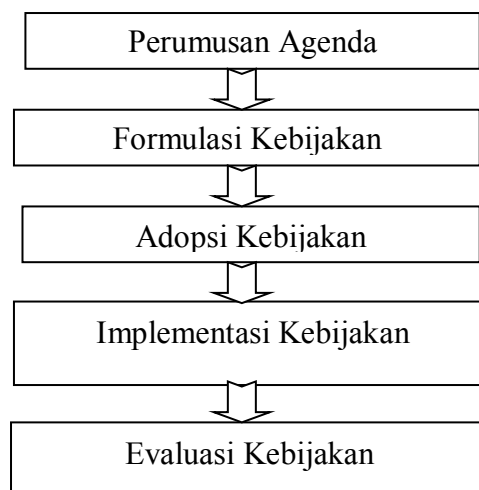 Perumusan Agenda
Formulasi Kebijakan
Adopsi Kebijakan
Implementasi Kebijakan
Evaluasi Kebijakan